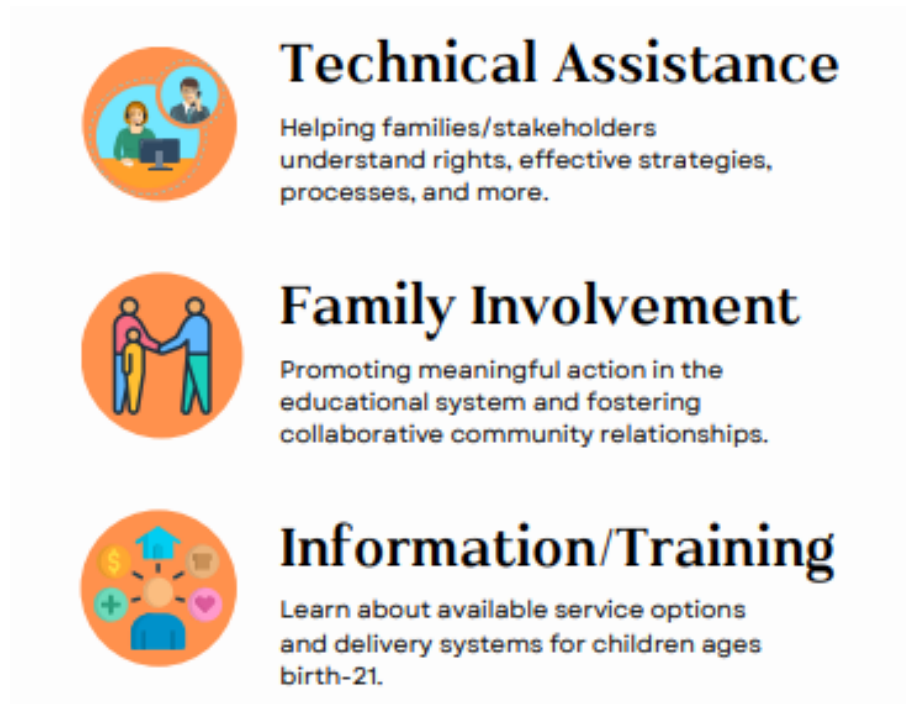 Technical Assistance
Helping families/stakeholders
understand rights, effective strategies,
processes, and more.
Family Involvement
Promoting meaningful action in the
educational system and fostering
collaborative community relationships.
Information/Training
Learn about available service options
and delivery systems for children ages
birth-21.